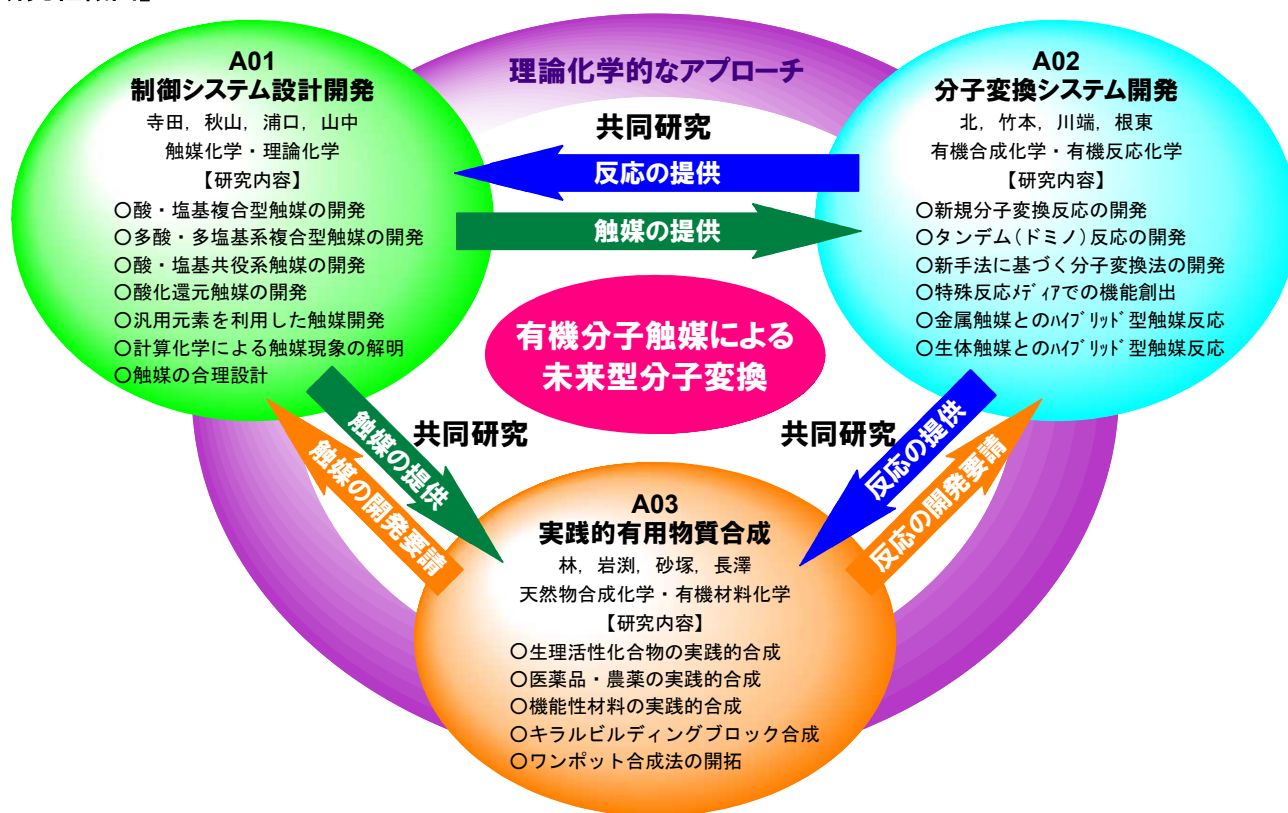 A01
制御システム設計開発
寺田，秋山，浦口，山中
触媒化学・理論化学
【研究内容】
〇酸・塩基複合型触媒の開発
〇多酸・多塩基系複合型触媒の開発
〇酸・塩基共役系触媒の開発
〇酸化還元触媒の開発
〇汎用元素を利用した触媒開発
〇計算化学による触媒現象の解明
〇触媒の合理設計
理論化学的なアプローチ
共同研究
反応の提供
触媒の提供
A02
分子変換システム開発
北，竹本，川端，根東
有機合成化学・有機反応化学
【研究内容】
〇新規分子変換反応の開発
〇タンデム(ドミノ)反応の開発
〇新手法に基づく分子変換法の開発
〇特殊反応ﾒﾃﾞｨｱでの機能創出
〇金属触媒とのﾊｲﾌﾞﾘｯﾄﾞ型触媒反応
〇生体触媒とのﾊｲﾌﾞﾘｯﾄﾞ型触媒反応
有機分子触媒による
未来型分子変換
共同研究
触媒の提供
触媒の開発要請
共同研究
反応の提供
反応の開発要請
A03
実践的有用物質合成
林，岩渕，砂塚，長澤
天然物合成化学・有機材料化学
【研究内容】
〇生理活性化合物の実践的合成
〇医薬品・農薬の実践的合成
〇機能性材料の実践的合成
〇キラルビルディングブロック合成
〇ワンポット合成法の開拓